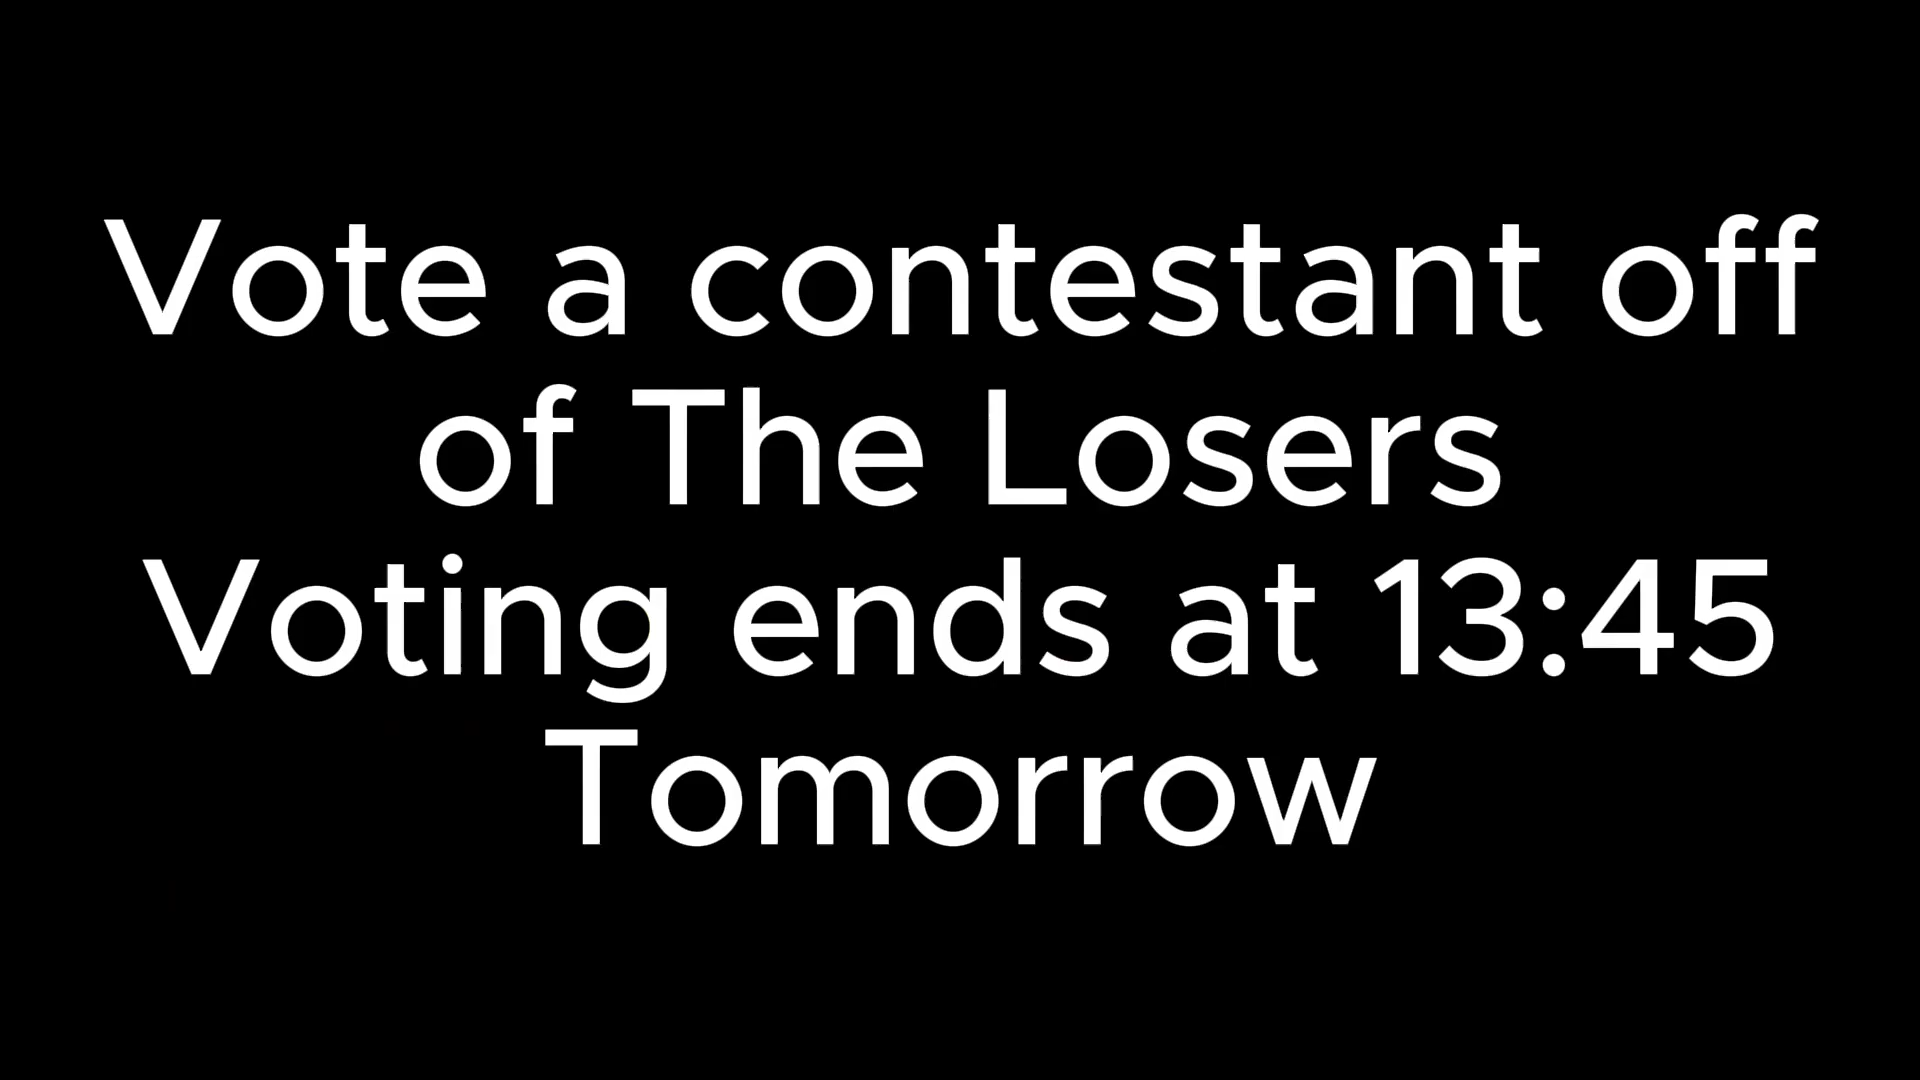 Vote a contestant off
of The Losers
Voting ends at 13:45
Tomorrow